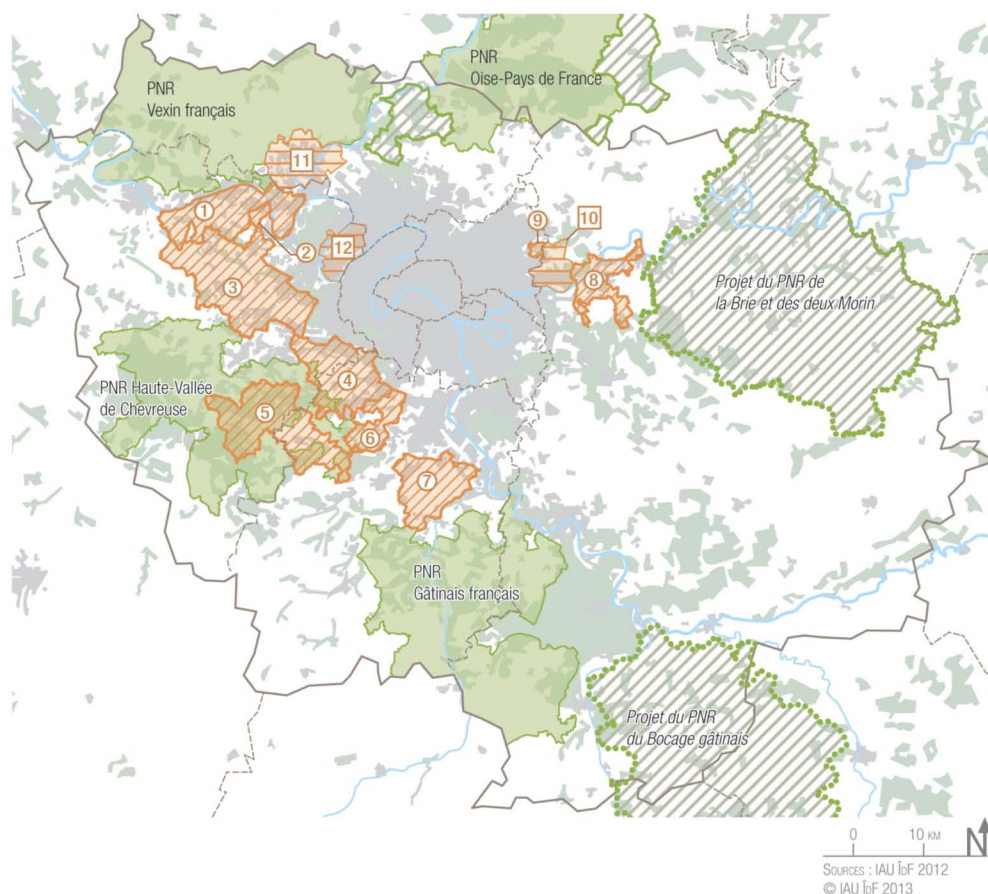 PNR
Vexin français
PNR
Oise-Pays de France
11
1
2
12
9
10
3
8
Projet du PNR de
la Brie et des deux Morin
PNR Haute-Vallée
de Chevreuse
4
5
6
7
PNR
Gâtinais français
Projet du PNR
du Bocage gâtinais
0 10 KM
N
SOURCES : IAU ÎDF 2012
© IAU ÎDF 2013